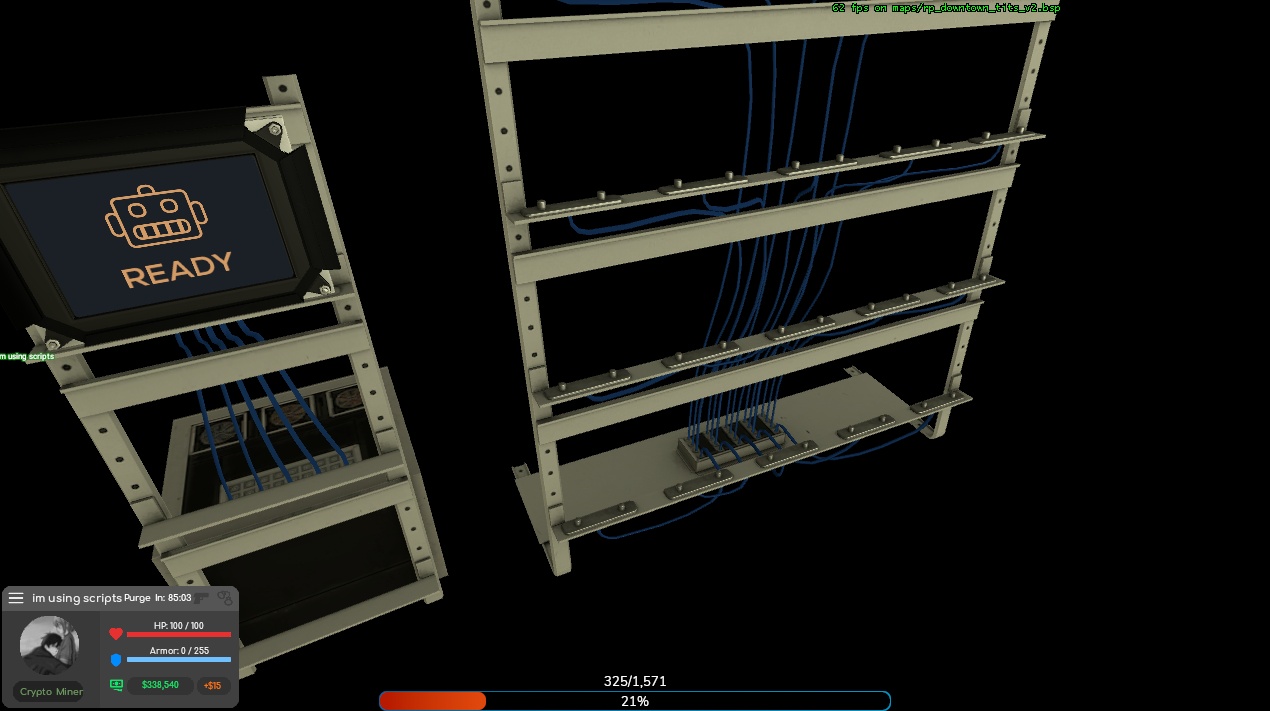 62 fps on maps/rp_downtown_tits_v2.bsp
READY
m using scripts
im using scripts Purge In: 85:03
HP: 100 / 100
Armor: 0 / 255
Crypto Miner
$338,540
+$15
325/1,571
21%